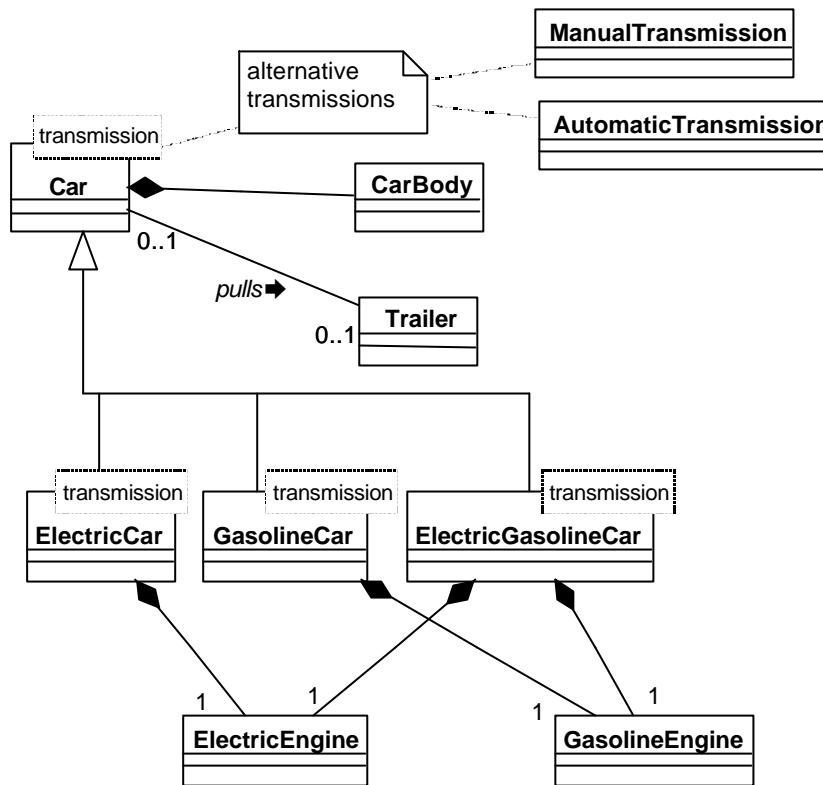 ManualTransmission
alternative
transmissions
AutomaticTransmission
transmission
Car
CarBody
0..1
pulls
Trailer
0..1
transmission
transmission
transmission
ElectricCar
GasolineCar
ElectricGasolineCar
1
1
1
1
ElectricEngine
GasolineEngine